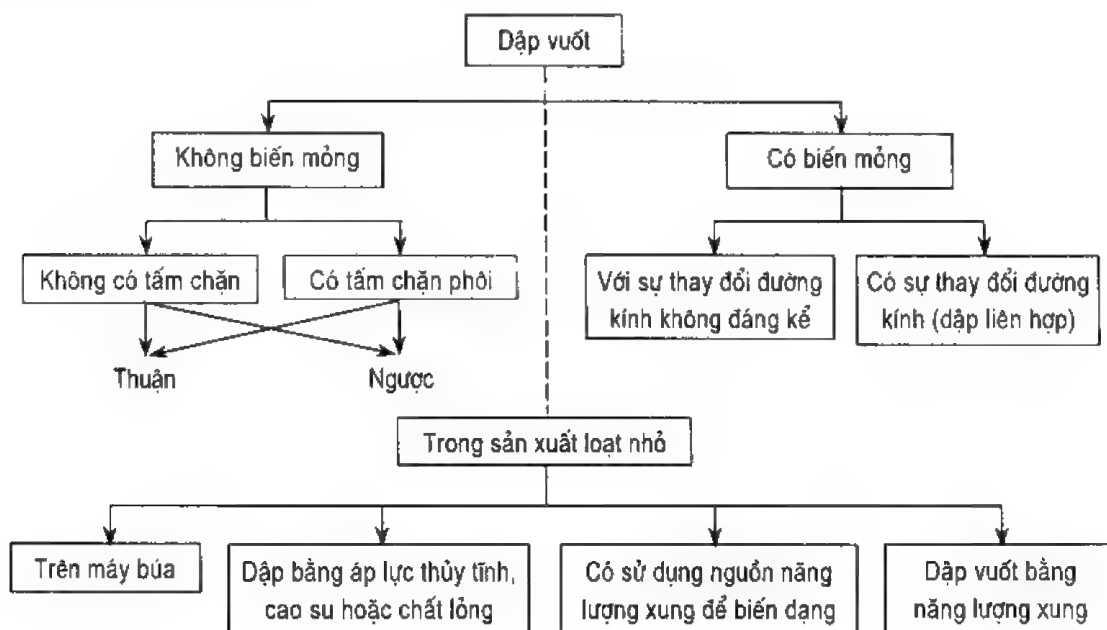 Dập vuốt
Không biến mỏng
Có biến mỏng
Không có tấm chặn
Có tấm chặn phôi
Với sự thay đổi đường
kính không đáng kể
Có sự thay đổi đường
kính (dập liên hợp)
Thuận
Ngược
Trong sản xuất loạt nhỏ
Trên máy búa
Dập bằng áp lực thủy tĩnh,
cao su hoặc chất lỏng
Có sử dụng nguồn năng
lượng xung để biến dạng
Dập vuốt bằng
năng lượng xung